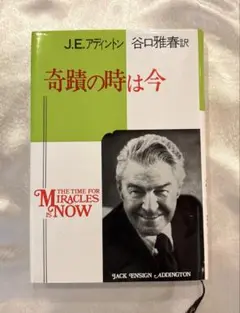 J.E.アディントン 谷口雅春訳
奇蹟の時は今
THE TIME FOR
MIRACLES
IS NOW
JACK ENSIGN ADDINGTON